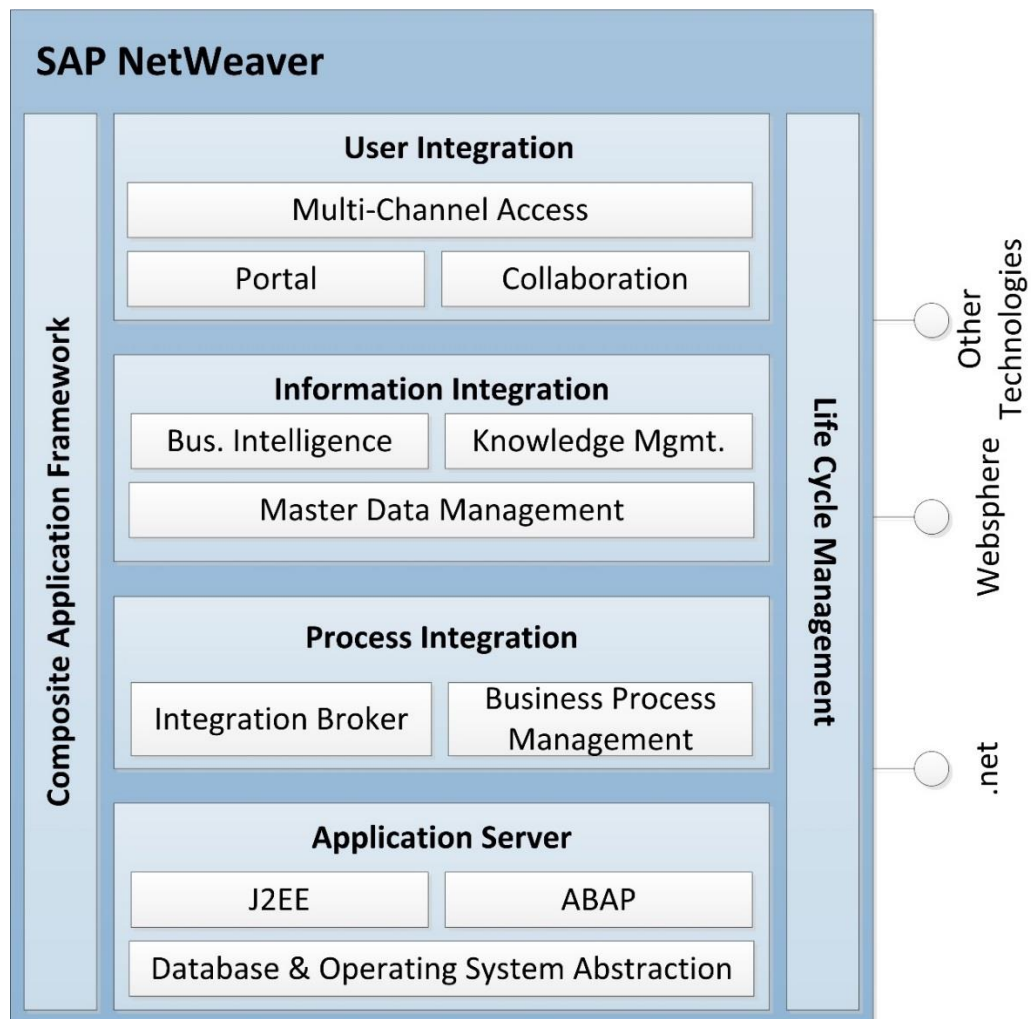 SAP NetWeaver
Composite Application Framework
User Integration
Multi-Channel Access
Portal
Collaboration
Information Integration
Bus. Intelligence
Knowledge Mgmt.
Master Data Management
Process Integration
Integration Broker
Business Process
Management
Application Server
J2EE
ABAP
Database & Operating System Abstraction
Life Cycle Management
Other
Technologies
Websphere
.net